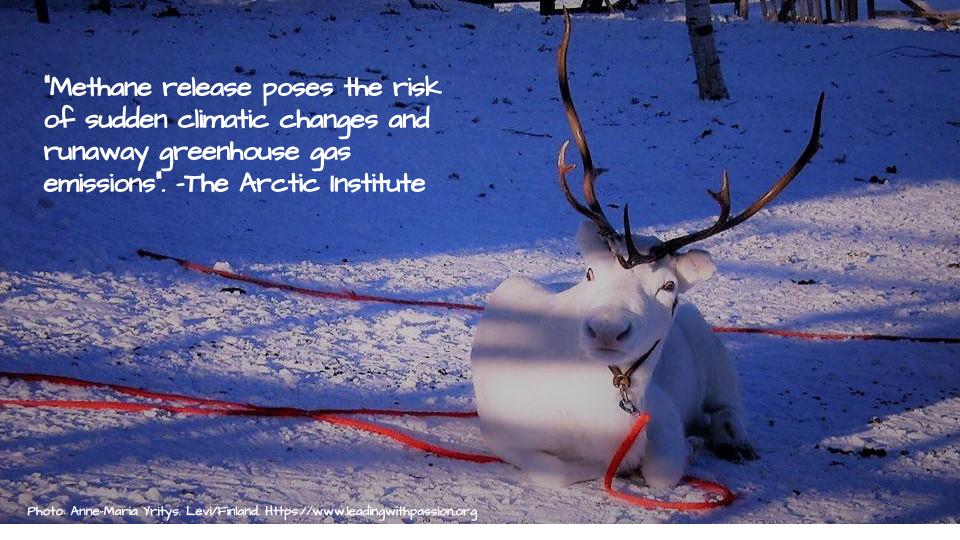 "Methane release poses the risk
of sudden climatic changes and
runaway greenhouse gas
emissions". -The Arctic Institute
Photo: Anne-Maria Yritys. Levi/Finland. Https://www.leadingwithpassion.org